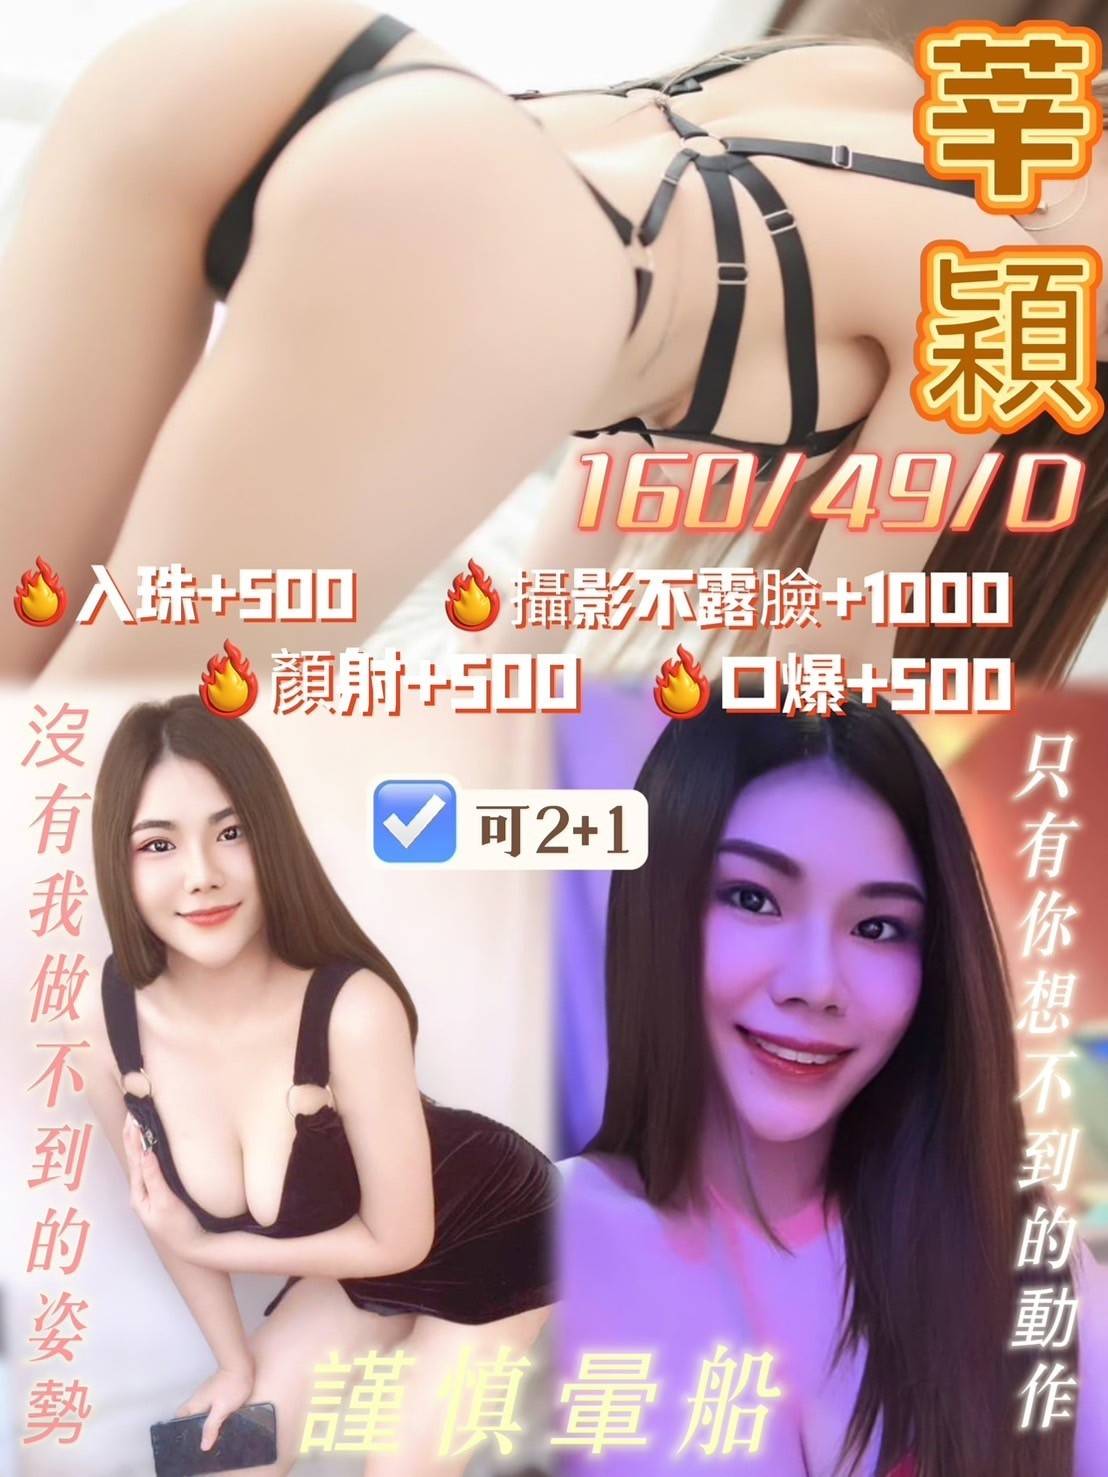 莘
穎
160/49/D
🔥入珠+500
🔥攝影不露臉+1000
🔥顏射+500
🔥口爆+500
☑可2+1
沒有我做不到的姿勢
只有你想不到的動作
謹慎暈船